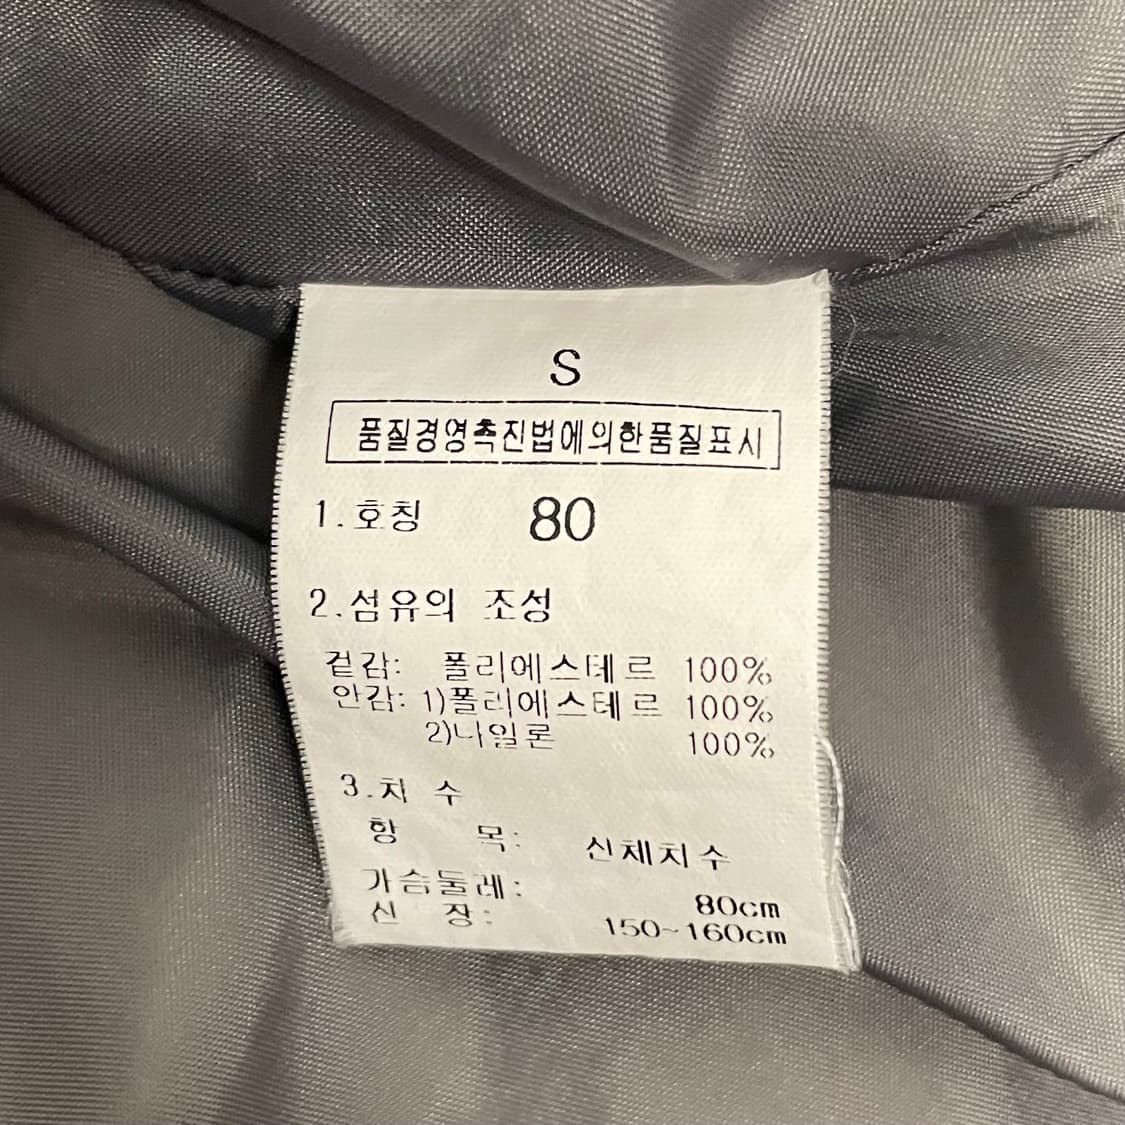 S
품질경영촉진법에의한품질표시
1.호칭 80
2.섬유의 조성
겉감: 폴리에스테르 100%
안감: 1)폴리에스테르 100%
2)나일론 100%
3.치 수
항 목: 신체치수
가슴둘레: 80cm
신 장: 150~160cm